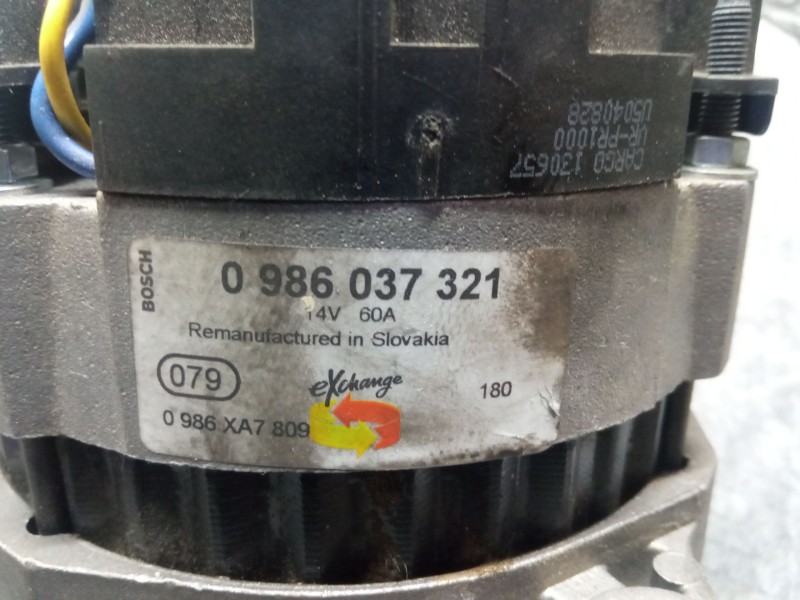 CARGO 130657
VR-PR1000
U5040828
BOSCH
0 986 037 321
14V 60A
Remanufactured in Slovakia
079
eXchange
180
0 986 XA7 809